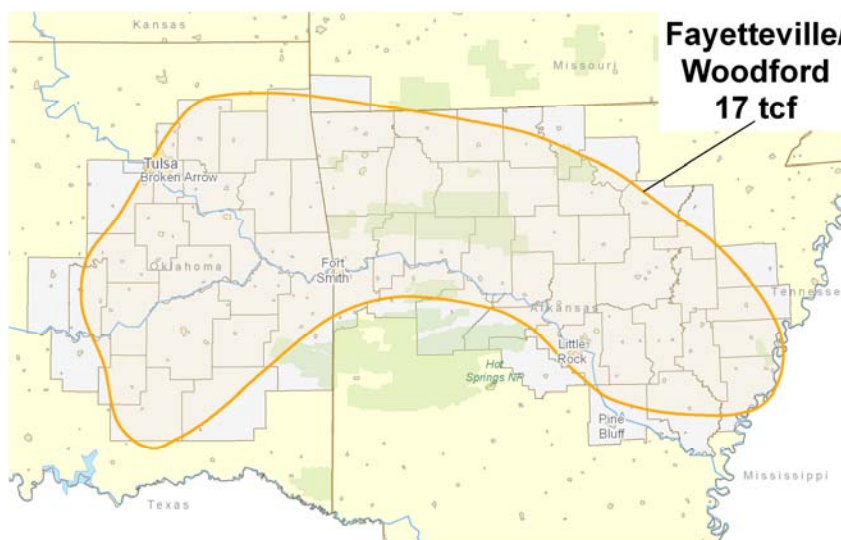 Kansas
Missouri
Fayetteville/
Woodford
17 tcf
Tulsa
Broken Arrow
Oklahoma
Fort
Smith
Tennesse
Arkansas
Little
Rock
Hot
Springs NP
Pine
Bluff
Mississippi
Texas